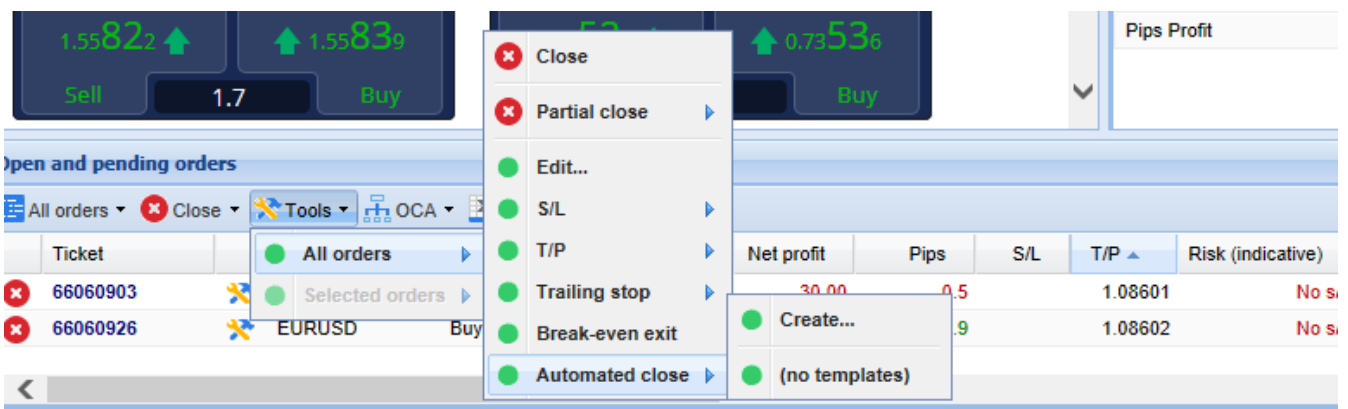 1.55822
1.55839
Sell
1.7
Buy
0.73536
Buy
Pips Profit
Close
Partial close
Open and pending orders
Edit...
All orders
Close
Tools
OCA
S/L
All orders
T/P
Selected orders
Trailing stop
Break-even exit
Automated close
Create...
(no templates)
Ticket
Net profit
Pips
S/L
T/P
Risk (indicative)
66060903
30.00
0.5
1.08601
No
66060926
EURUSD
Buy
.9
1.08602
No